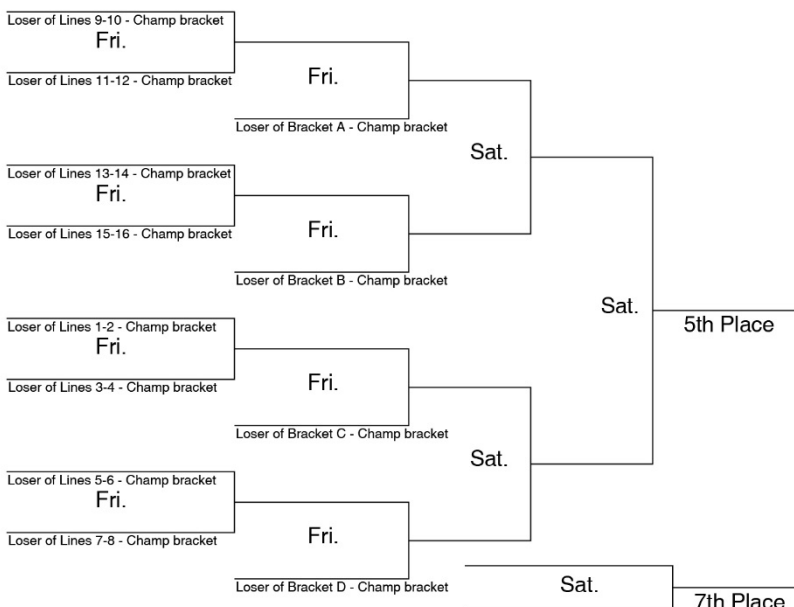 Loser of Lines 9-10 - Champ bracket
Fri.
Loser of Lines 11-12 - Champ bracket
Fri.
Loser of Bracket A - Champ bracket
Sat.
Loser of Lines 13-14 - Champ bracket
Fri.
Loser of Lines 15-16 - Champ bracket
Fri.
Loser of Bracket B - Champ bracket
Sat.
5th Place
Loser of Lines 1-2 - Champ bracket
Fri.
Loser of Lines 3-4 - Champ bracket
Fri.
Loser of Bracket C - Champ bracket
Sat.
Loser of Lines 5-6 - Champ bracket
Fri.
Loser of Lines 7-8 - Champ bracket
Fri.
Loser of Bracket D - Champ bracket
Sat.
7th Place